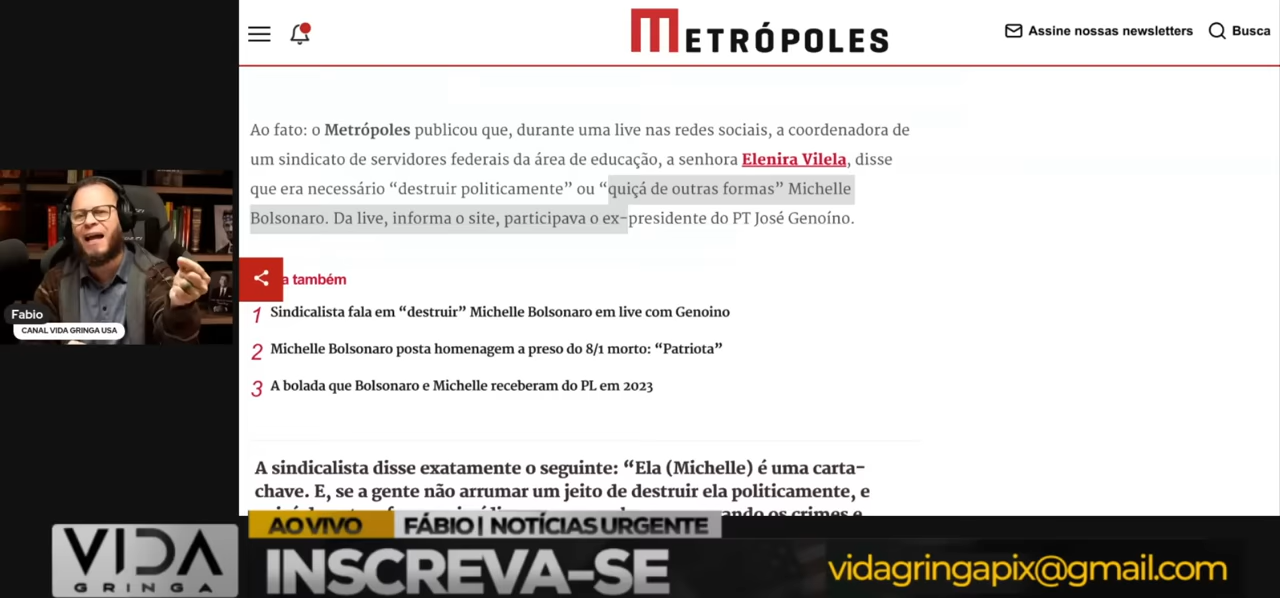 METRÓPOLES
Assine nossas newsletters
Busca
Ao fato: o Metrópoles publicou que, durante uma live nas redes sociais, a coordenadora de
um sindicato de servidores federais da área de educação, a senhora Elenira Vilela, disse
que era necessário “destruir politicamente” ou “quiçá de outras formas” Michelle
Bolsonaro. Da live, informa o site, participava o ex-presidente do PT José Genoíno.
a também
1 Sindicalista fala em “destruir” Michelle Bolsonaro em live com Genoino
2 Michelle Bolsonaro posta homenagem a preso do 8/1 morto: “Patriota”
3 A bolada que Bolsonaro e Michelle receberam do PL em 2023
A sindicalista disse exatamente o seguinte: “Ela (Michelle) é uma carta-
chave. E, se a gente não arrumar um jeito de destruir ela politicamente, e
Fabio
CANAL VIDA GRINGA USA
AO VIVO
FÁBIO | NOTÍCIAS URGENTE
VIDA
GRINGA
INSCREVA-SE
vidagringapix@gmail.com